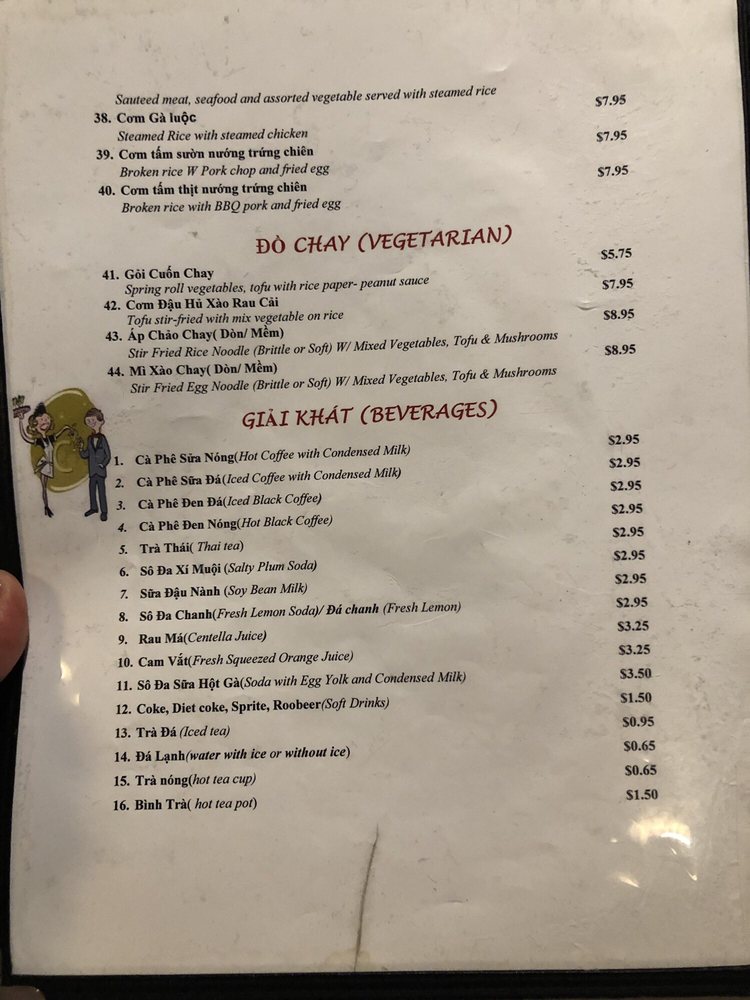 Sauteed meat, seafood and assorted vegetable served with steamed rice
38. Cơm Gà luộc $7.95
Steamed Rice with steamed chicken
39. Cơm tấm sườn nướng trứng chiên $7.95
Broken rice W Pork chop and fried egg
40. Cơm tấm thịt nướng trứng chiên $7.95
Broken rice with BBQ pork and fried egg
ĐỒ CHAY (VEGETARIAN)
41. Gỏi Cuốn Chay $5.75
Spring roll vegetables, tofu with rice paper- peanut sauce
42. Cơm Đậu Hủ Xào Rau Cải $7.95
Tofu stir-fried with mix vegetable on rice
43. Áp Chảo Chay( Dòn/ Mềm) $8.95
Stir Fried Rice Noodle (Brittle or Soft) W/ Mixed Vegetables, Tofu & Mushrooms
44. Mì Xào Chay( Dòn/ Mềm) $8.95
Stir Fried Egg Noodle (Brittle or Soft) W/ Mixed Vegetables, Tofu & Mushrooms
GIẢI KHÁT (BEVERAGES)
1. Cà Phê Sữa Nóng(Hot Coffee with Condensed Milk) $2.95
2. Cà Phê Sữa Đá(Iced Coffee with Condensed Milk) $2.95
3. Cà Phê Đen Đá(Iced Black Coffee) $2.95
4. Cà Phê Đen Nóng(Hot Black Coffee) $2.95
5. Trà Thái( Thai tea) $2.95
6. Sô Đa Xí Muội (Salty Plum Soda) $2.95
7. Sữa Đậu Nành (Soy Bean Milk) $2.95
8. Sô Đa Chanh(Fresh Lemon Soda)/ Đá chanh (Fresh Lemon) $2.95
9. Rau Má(Centella Juice) $3.25
10. Cam Vắt(Fresh Squeezed Orange Juice) $3.25
11. Sô Đa Sữa Hột Gà(Soda with Egg Yolk and Condensed Milk) $3.50
12. Coke, Diet coke, Sprite, Roobeer(Soft Drinks) $1.50
13. Trà Đá (Iced tea) $0.95
14. Đá Lạnh(water with ice or without ice) $0.65
15. Trà nóng(hot tea cup) $0.65
16. Bình Trà( hot tea pot) $1.50